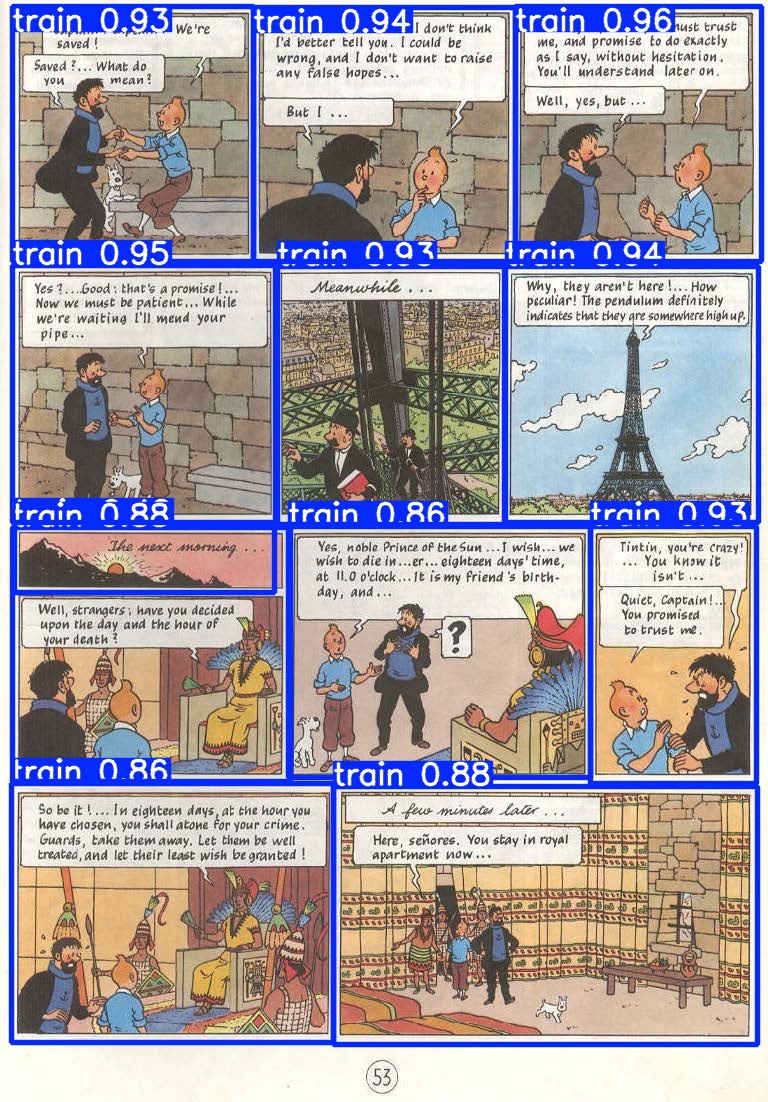 train 0.93
We're
saved !
Saved ?... What do
you mean?
train 0.94
I don't think
I'd better tell you. I could be
wrong, and I don't want to raise
any false hopes...
But I ...
train 0.96
must trust
me, and promise to do exactly
as I say, without hesitation.
You'll understand later on.
Well, yes, but ...
train 0.95
Yes ?....Good: that's a promise!...
Now we must be patient... While
we're waiting I'll mend your
pipe...
train 0.93
Meanwhile ...
train 0.94
Why, they aren't here !... How
peculiar! The pendulum definitely
indicates that they are somewhere high up.
train 0.88
The next morning ...
Well, strangers: have you decided
upon the day and the hour of
your death ?
train 0.86
Yes, noble Prince of the Sun ... I wish... we
wish to die in...er... eighteen days' time,
at 11.0 o'clock... It is my friend's birth-
day, and ...
?
train 0.93
Tintin, you're crazy!
... You know it
isn't ...
Quiet, Captain!...
You promised
to trust me.
train 0.86
So be it !... In eighteen days, at the hour you
have chosen, you shall atone for your crime.
Guards, take them away. Let them be well
treated, and let their least wish be granted !
train 0.88
A few minutes later ...
Here, señores. You stay in royal
apartment now ...
53